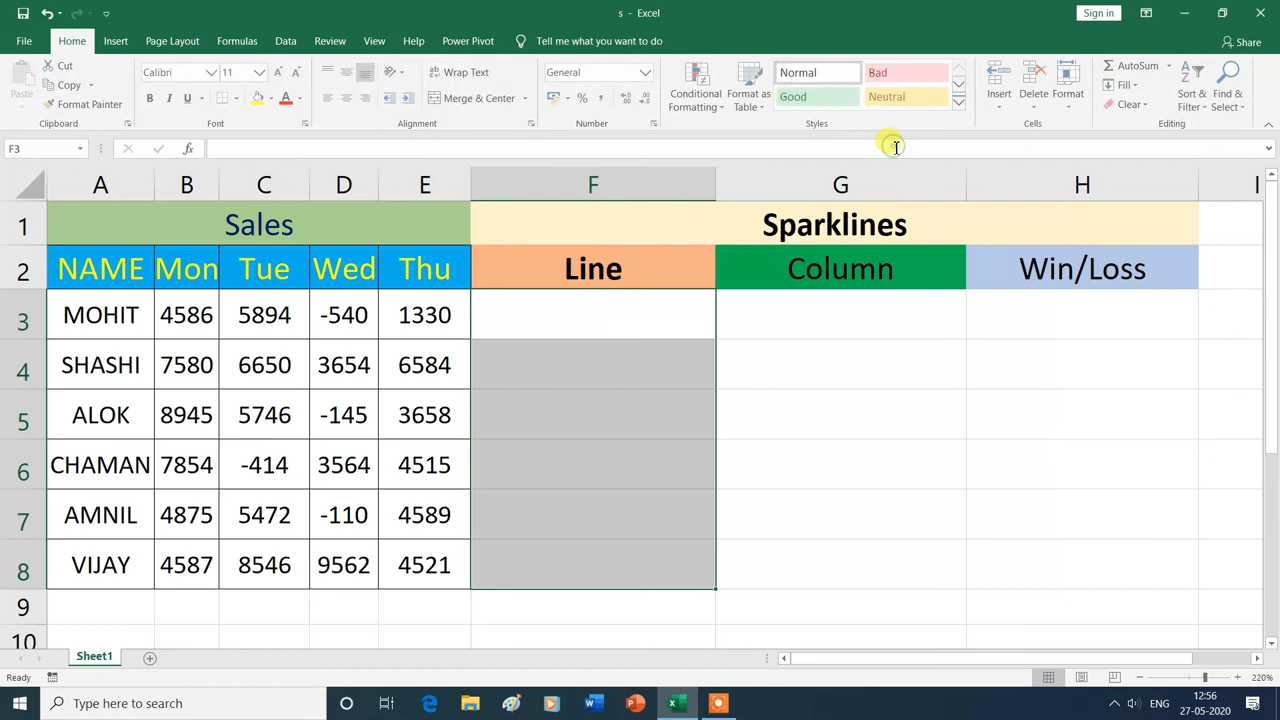 s - Excel
Sign in
File Home Insert Page Layout Formulas Data Review View Help Power Pivot Tell me what you want to do Share
Paste Cut Copy Format Painter Clipboard
Calibri 11 B I U A A A Font
Wrap Text Merge & Center Alignment
General % , Number
Conditional Formatting Format as Table Normal Bad Good Neutral Styles
Insert Delete Format Cells
AutoSum Fill Clear Sort & Filter Find & Select Editing
F3 fx
A B C D E F G H I
1 Sales Sparklines
2 NAME Mon Tue Wed Thu Line Column Win/Loss
3 MOHIT 4586 5894 -540 1330
4 SHASHI 7580 6650 3654 6584
5 ALOK 8945 5746 -145 3658
6 CHAMAN 7854 -414 3564 4515
7 AMNIL 4875 5472 -110 4589
8 VIJAY 4587 8546 9562 4521
9
10
Sheet1
Ready 220%
Type here to search ENG 12:56
27-05-2020